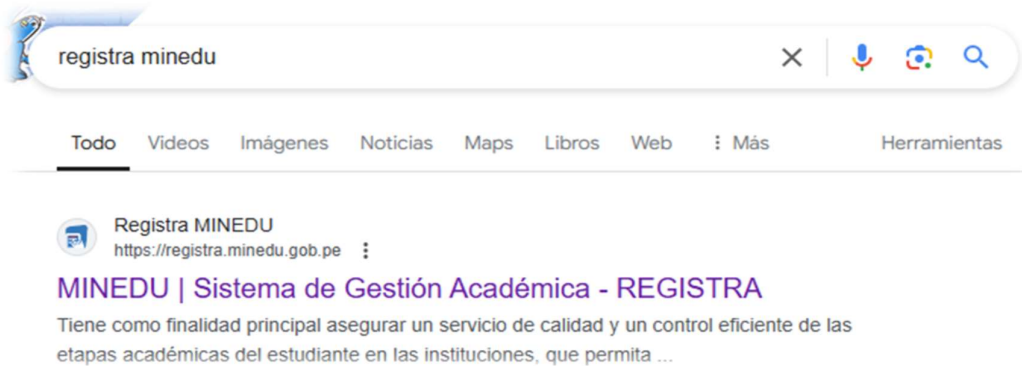 registra minedu
Todo Videos Imágenes Noticias Maps Libros Web Más Herramientas
Registra MINEDU
https://registra.minedu.gob.pe
MINEDU | Sistema de Gestión Académica - REGISTRA
Tiene como finalidad principal asegurar un servicio de calidad y un control eficiente de las
etapas académicas del estudiante en las instituciones, que permita ...